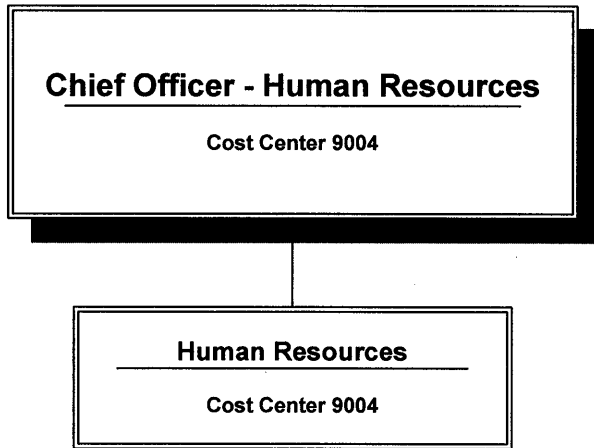 Chief Officer - Human Resources
Cost Center 9004
Human Resources
Cost Center 9004